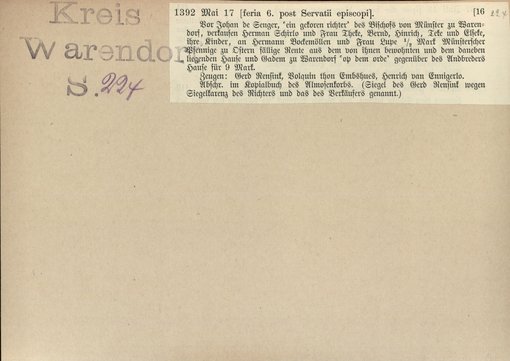 Kreis
Warendor
S. 224
1392 Mai 17 [feria 6. post Servatii episcopi]. [16 224
Vor Johan de Senger, 'ein gekoren richter' des Bischofs von Münster zu Waren-
dorf, verkaufen Herman Schirlo und Frau Theke, Bernd, Hinrich, Teke und Elseke,
ihre Kinder, an Hermann Bockemölen und Frau Lupe 1/2 Mark Münsterscher
Pfennige zu Ostern fällige Rente aus dem von ihnen bewohnten und dem daneben
liegenden Hause und Gadem zu Warendorf 'op dem orde' gegenüber des Andbreders
Hause für 9 Mark.
Zeugen: Gerd Rensink, Volquin thon Embshues, Henrich van Ennigerlo.
Abschr. im Kopialbuch des Almosenkorbs. (Siegel des Gerd Rensink wegen
Siegelkarenz des Richters und das des Verkäufers genannt.)